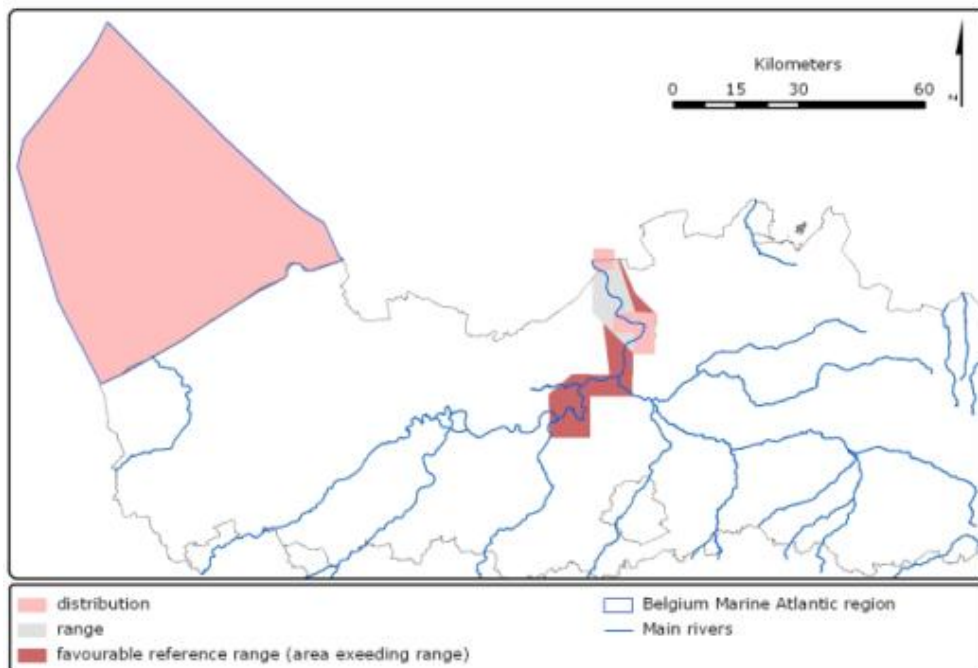 Kilometers
0 15 30 60
N
distribution
range
favourable reference range (area exeeding range)
Belgium Marine Atlantic region
Main rivers